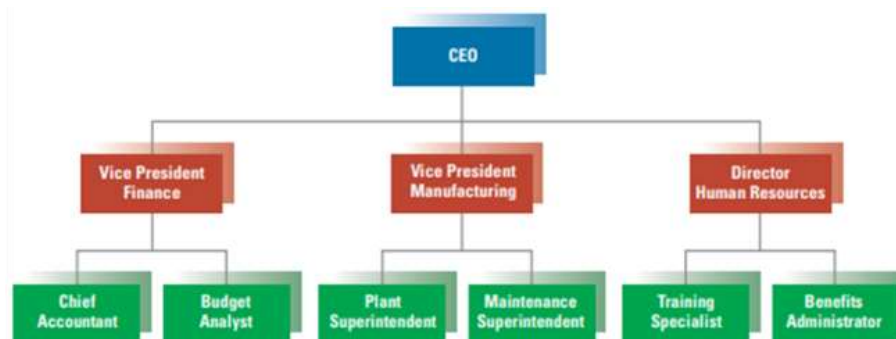 CEO
Vice President
Finance
Vice President
Manufacturing
Director
Human Resources
Chief
Accountant
Budget
Analyst
Plant
Superintendent
Maintenance
Superintendent
Training
Specialist
Benefits
Administrator